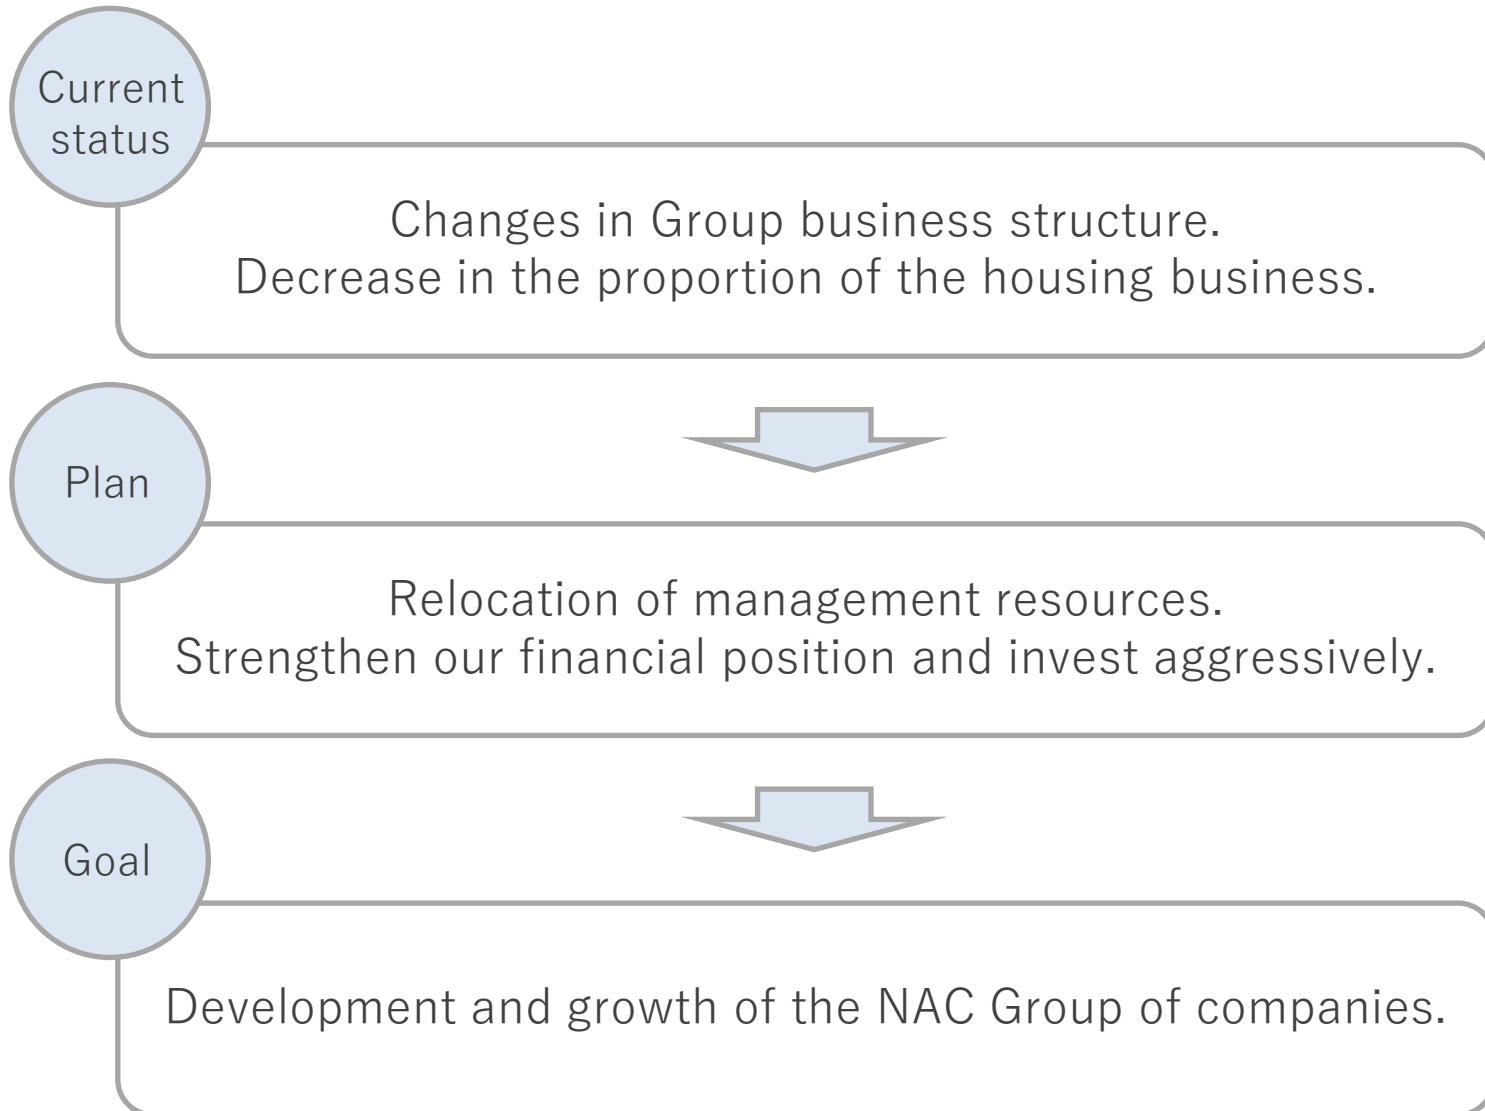 Current
status
Changes in Group business structure.
Decrease in the proportion of the housing business.
Plan
Relocation of management resources.
Strengthen our financial position and invest aggressively.
Goal
Development and growth of the NAC Group of companies.